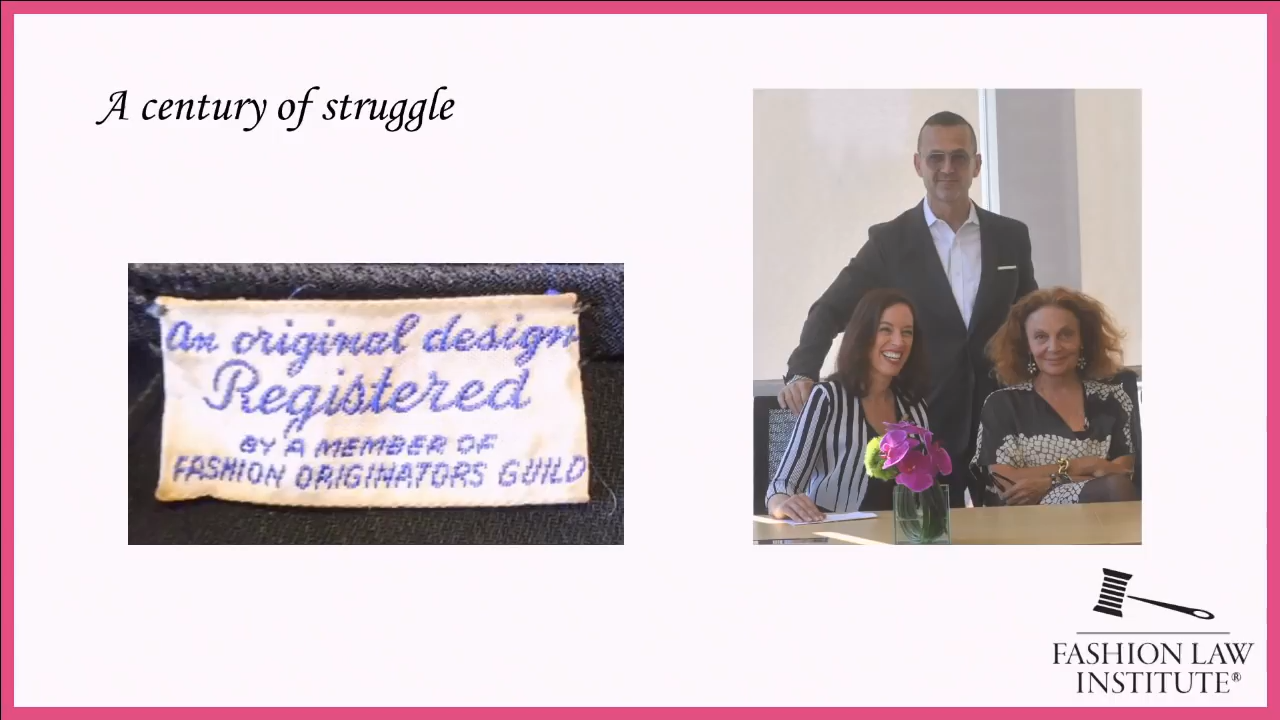 A century of struggle
An original design
Registered
BY A MEMBER OF
FASHION ORIGINATORS GUILD
FASHION LAW
INSTITUTE®